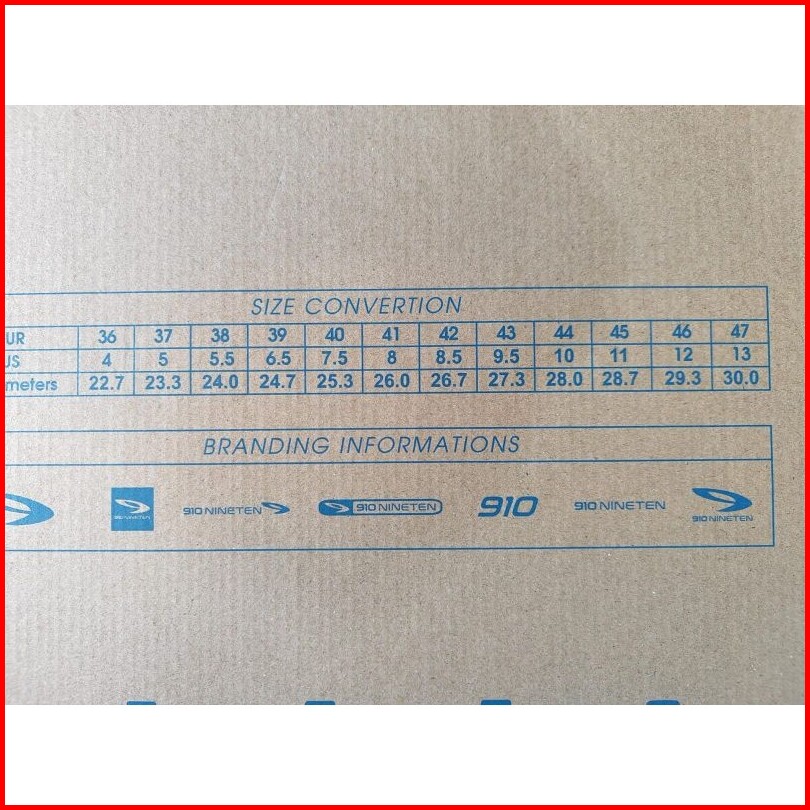 SIZE CONVERTION
UR 36 37 38 39 40 41 42 43 44 45 46 47
US 4 5 5.5 6.5 7.5 8 8.5 9.5 10 11 12 13
meters 22.7 23.3 24.0 24.7 25.3 26.0 26.7 27.3 28.0 28.7 29.3 30.0
BRANDING INFORMATIONS
910 NINETEN 910 NINETEN 910 NINETEN 910 910 NINETEN 910 NINETEN